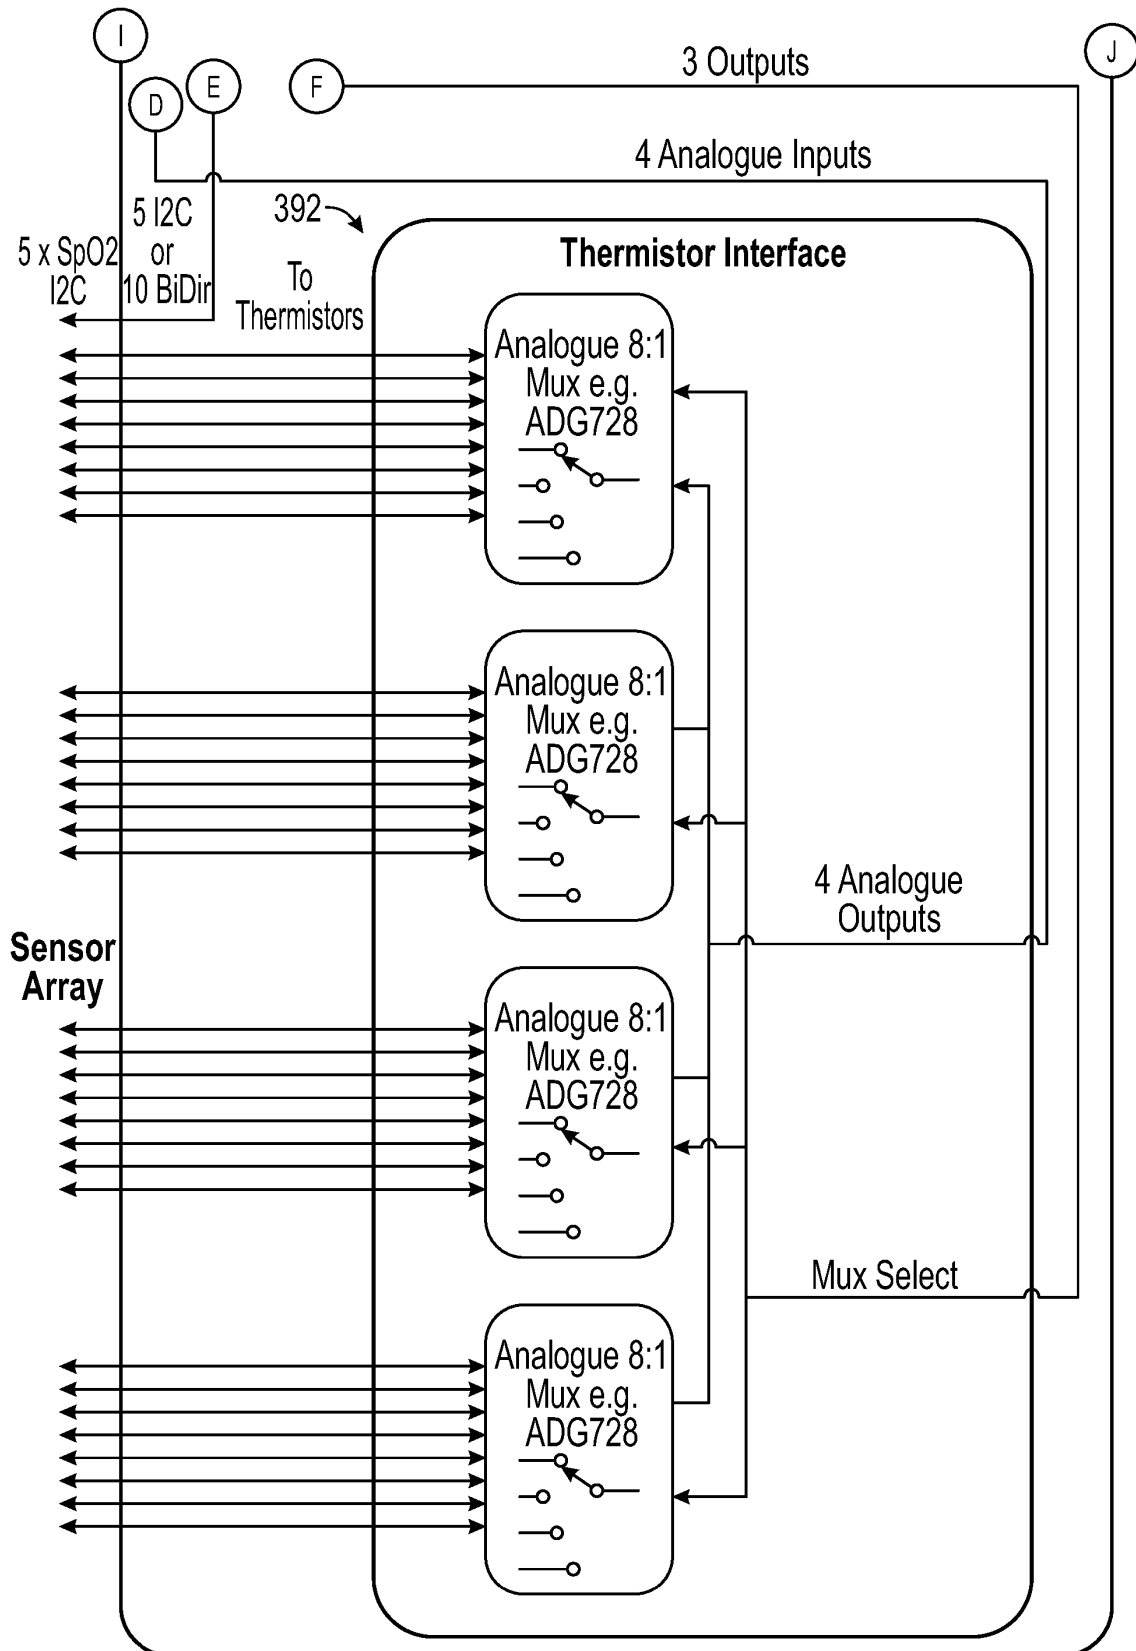 I
J
D
E
F
3 Outputs
4 Analogue Inputs
392
5 x SpO2
I2C
5 I2C
or
10 BiDir
To
Thermistors
Thermistor Interface
Analogue 8:1
Mux e.g.
ADG728
Analogue 8:1
Mux e.g.
ADG728
4 Analogue
Outputs
Sensor
Array
Analogue 8:1
Mux e.g.
ADG728
Mux Select
Analogue 8:1
Mux e.g.
ADG728